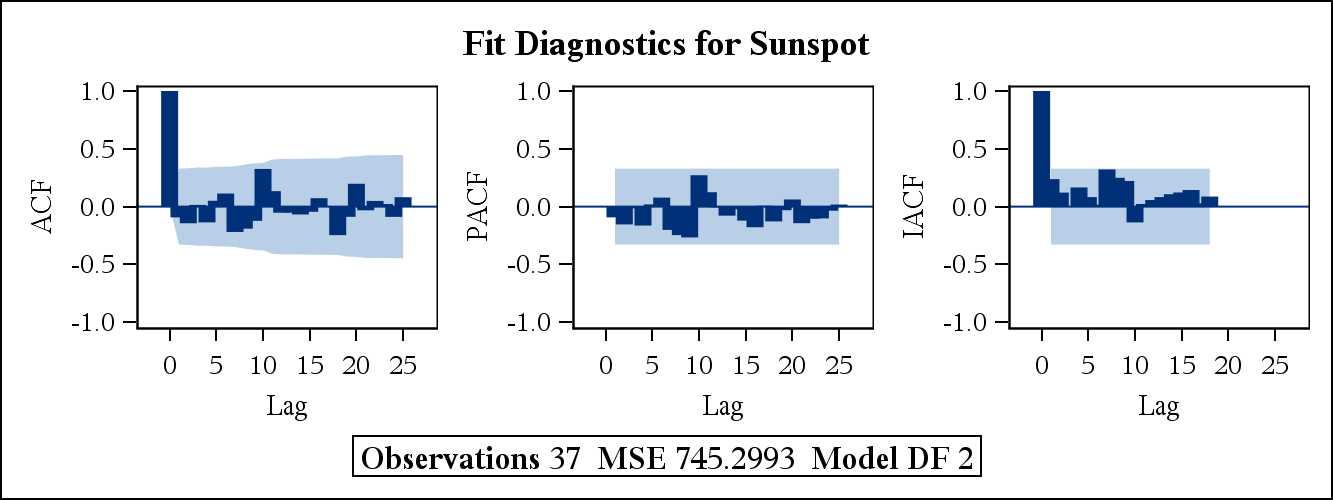 Fit Diagnostics for Sunspot
ACF
1.0
0.5
0.0
-0.5
-1.0
0 5 10 15 20 25
Lag
PACF
1.0
0.5
0.0
-0.5
-1.0
0 5 10 15 20 25
Lag
IACF
1.0
0.5
0.0
-0.5
-1.0
0 5 10 15 20 25
Lag
Observations 37 MSE 745.2993 Model DF 2